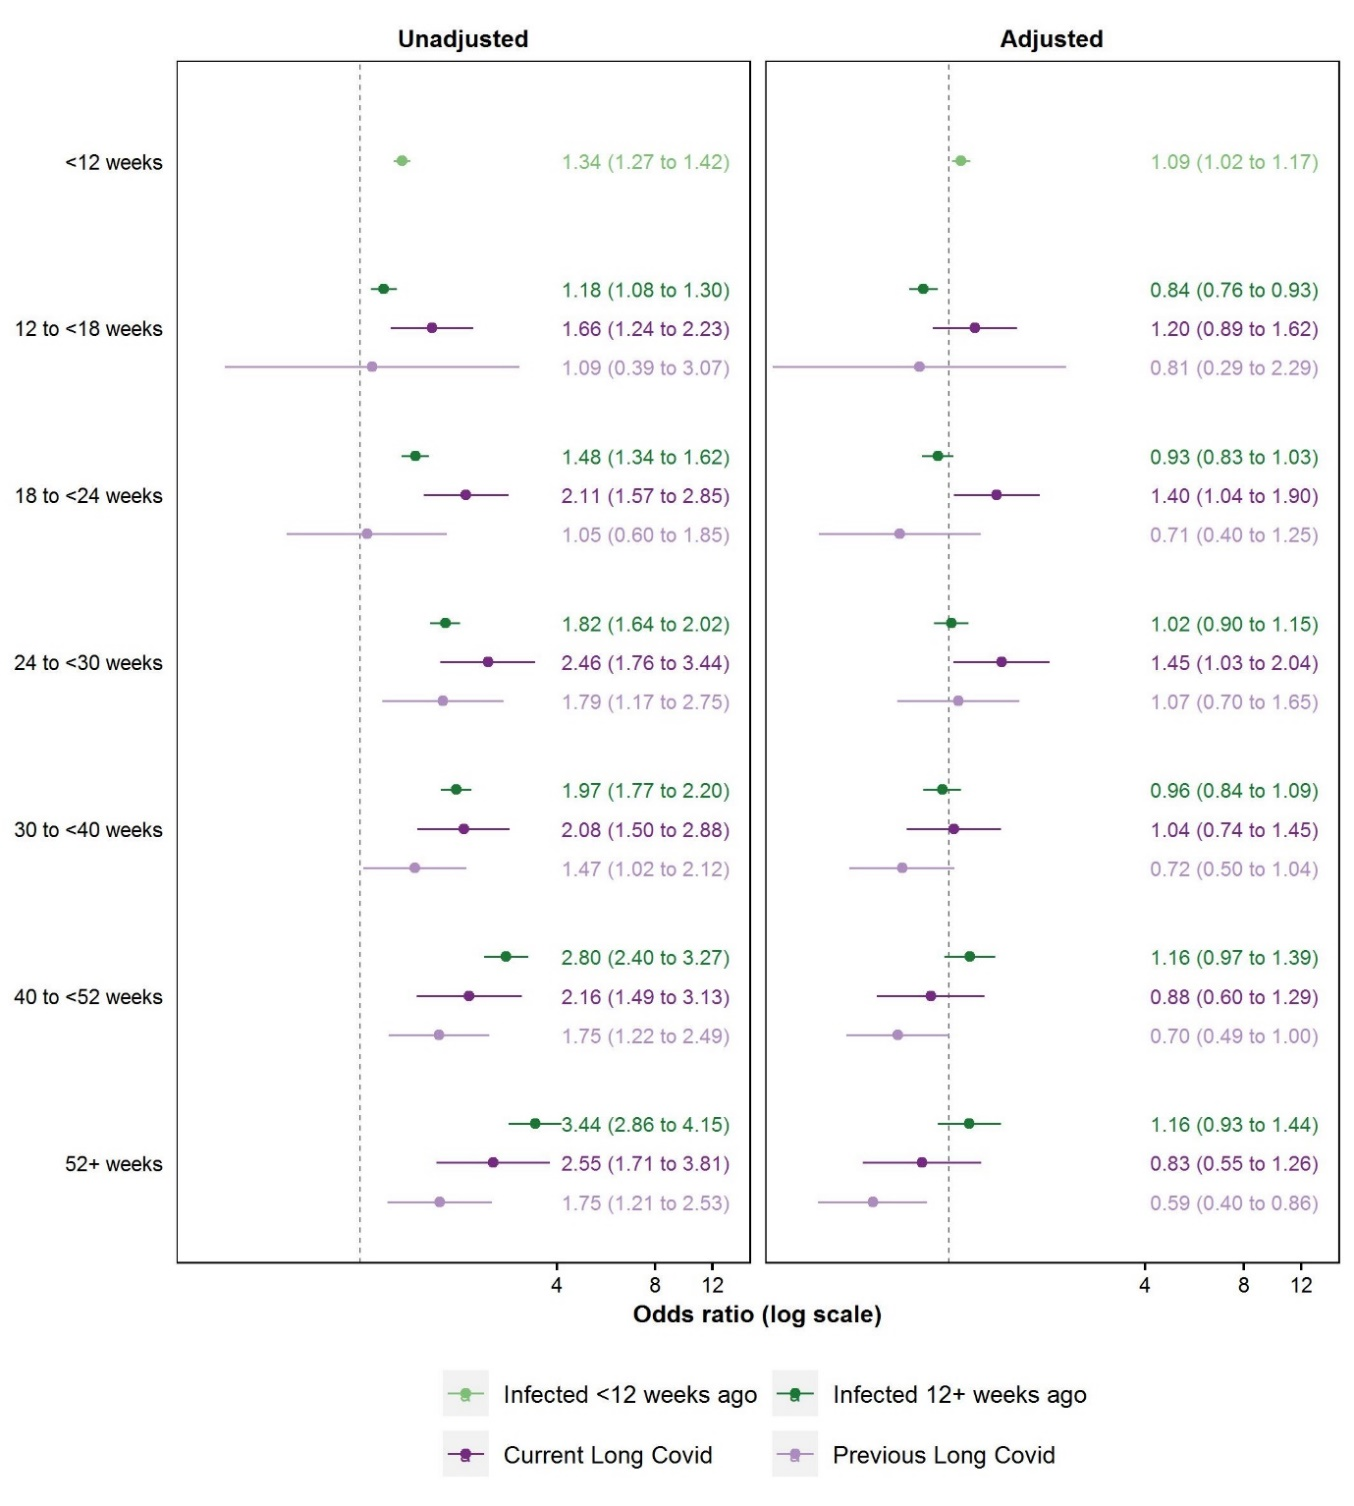 Unadjusted Adjusted
<12 weeks 1.34 (1.27 to 1.42) 1.09 (1.02 to 1.17)
1.18 (1.08 to 1.30) 0.84 (0.76 to 0.93)
12 to <18 weeks 1.66 (1.24 to 2.23) 1.20 (0.89 to 1.62)
1.09 (0.39 to 3.07) 0.81 (0.29 to 2.29)
1.48 (1.34 to 1.62) 0.93 (0.83 to 1.03)
18 to <24 weeks 2.11 (1.57 to 2.85) 1.40 (1.04 to 1.90)
1.05 (0.60 to 1.85) 0.71 (0.40 to 1.25)
1.82 (1.64 to 2.02) 1.02 (0.90 to 1.15)
24 to <30 weeks 2.46 (1.76 to 3.44) 1.45 (1.03 to 2.04)
1.79 (1.17 to 2.75) 1.07 (0.70 to 1.65)
1.97 (1.77 to 2.20) 0.96 (0.84 to 1.09)
30 to <40 weeks 2.08 (1.50 to 2.88) 1.04 (0.74 to 1.45)
1.47 (1.02 to 2.12) 0.72 (0.50 to 1.04)
2.80 (2.40 to 3.27) 1.16 (0.97 to 1.39)
40 to <52 weeks 2.16 (1.49 to 3.13) 0.88 (0.60 to 1.29)
1.75 (1.22 to 2.49) 0.70 (0.49 to 1.00)
3.44 (2.86 to 4.15) 1.16 (0.93 to 1.44)
52+ weeks 2.55 (1.71 to 3.81) 0.83 (0.55 to 1.26)
1.75 (1.21 to 2.53) 0.59 (0.40 to 0.86)
4 8 12 4 8 12
Odds ratio (log scale)
a Infected <12 weeks ago a Infected 12+ weeks ago
a Current Long Covid a Previous Long Covid